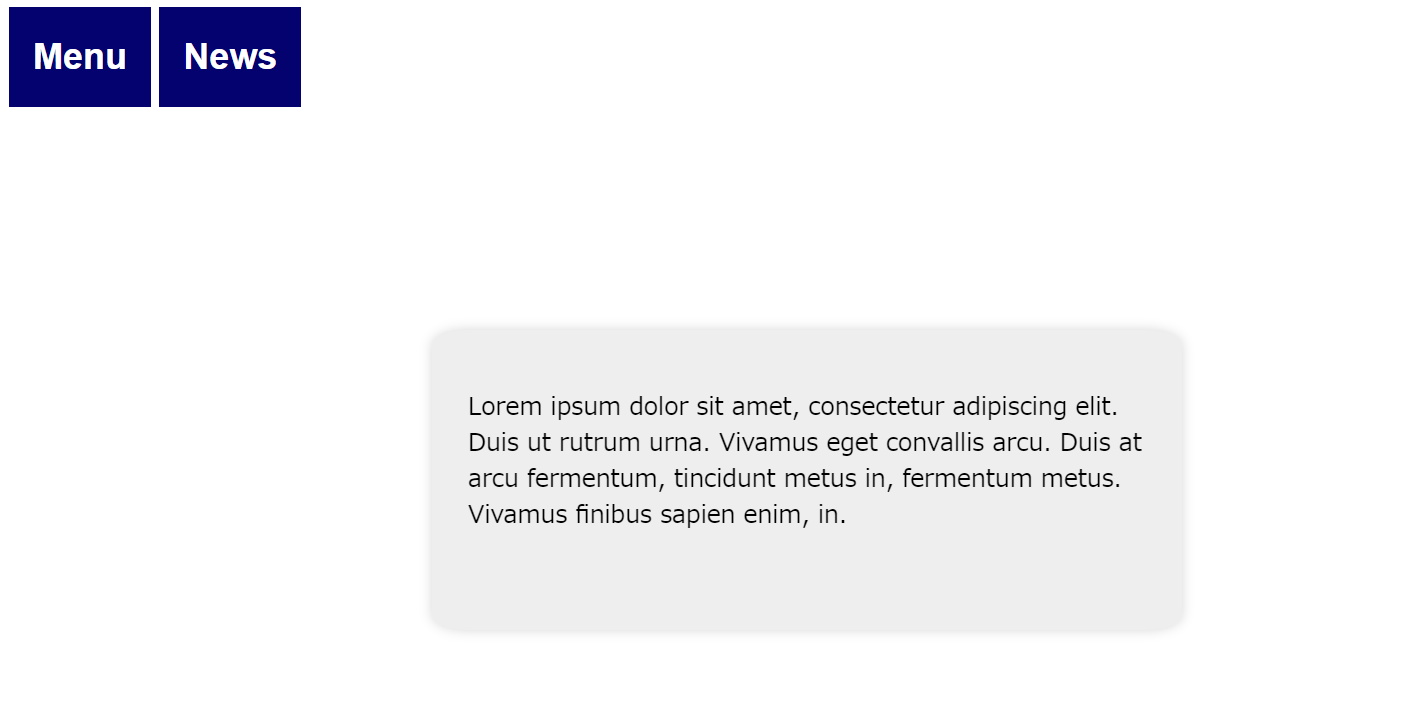 Menu News
Lorem ipsum dolor sit amet, consectetur adipiscing elit.
Duis ut rutrum urna. Vivamus eget convallis arcu. Duis at
arcu fermentum, tincidunt metus in, fermentum metus.
Vivamus finibus sapien enim, in.